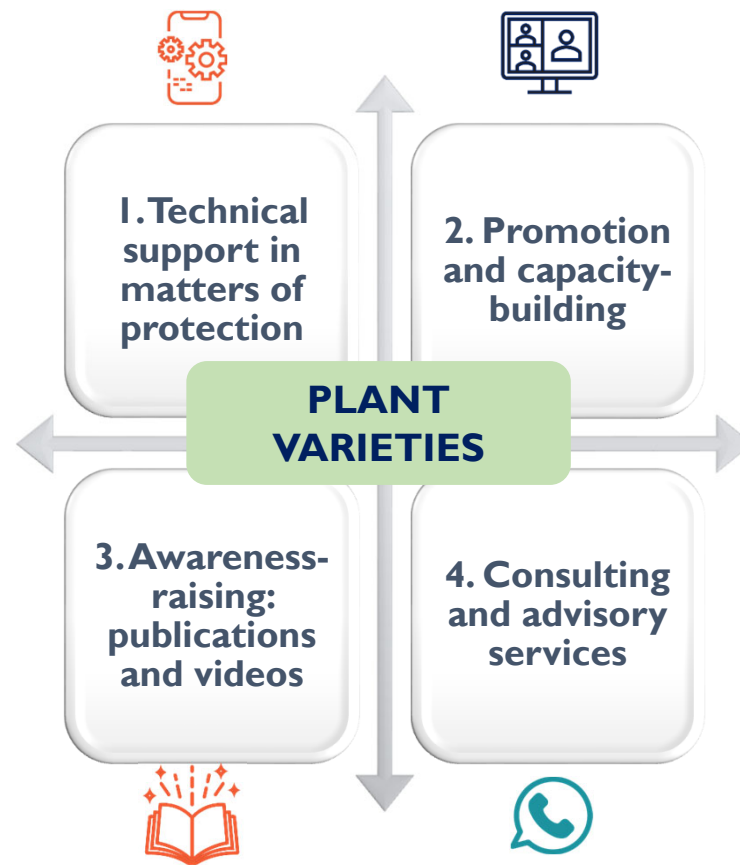 1. Technical
support in
matters of
protection
2. Promotion
and capacity-
building
PLANT
VARIETIES
3. Awareness-
raising:
publications
and videos
4. Consulting
and advisory
services